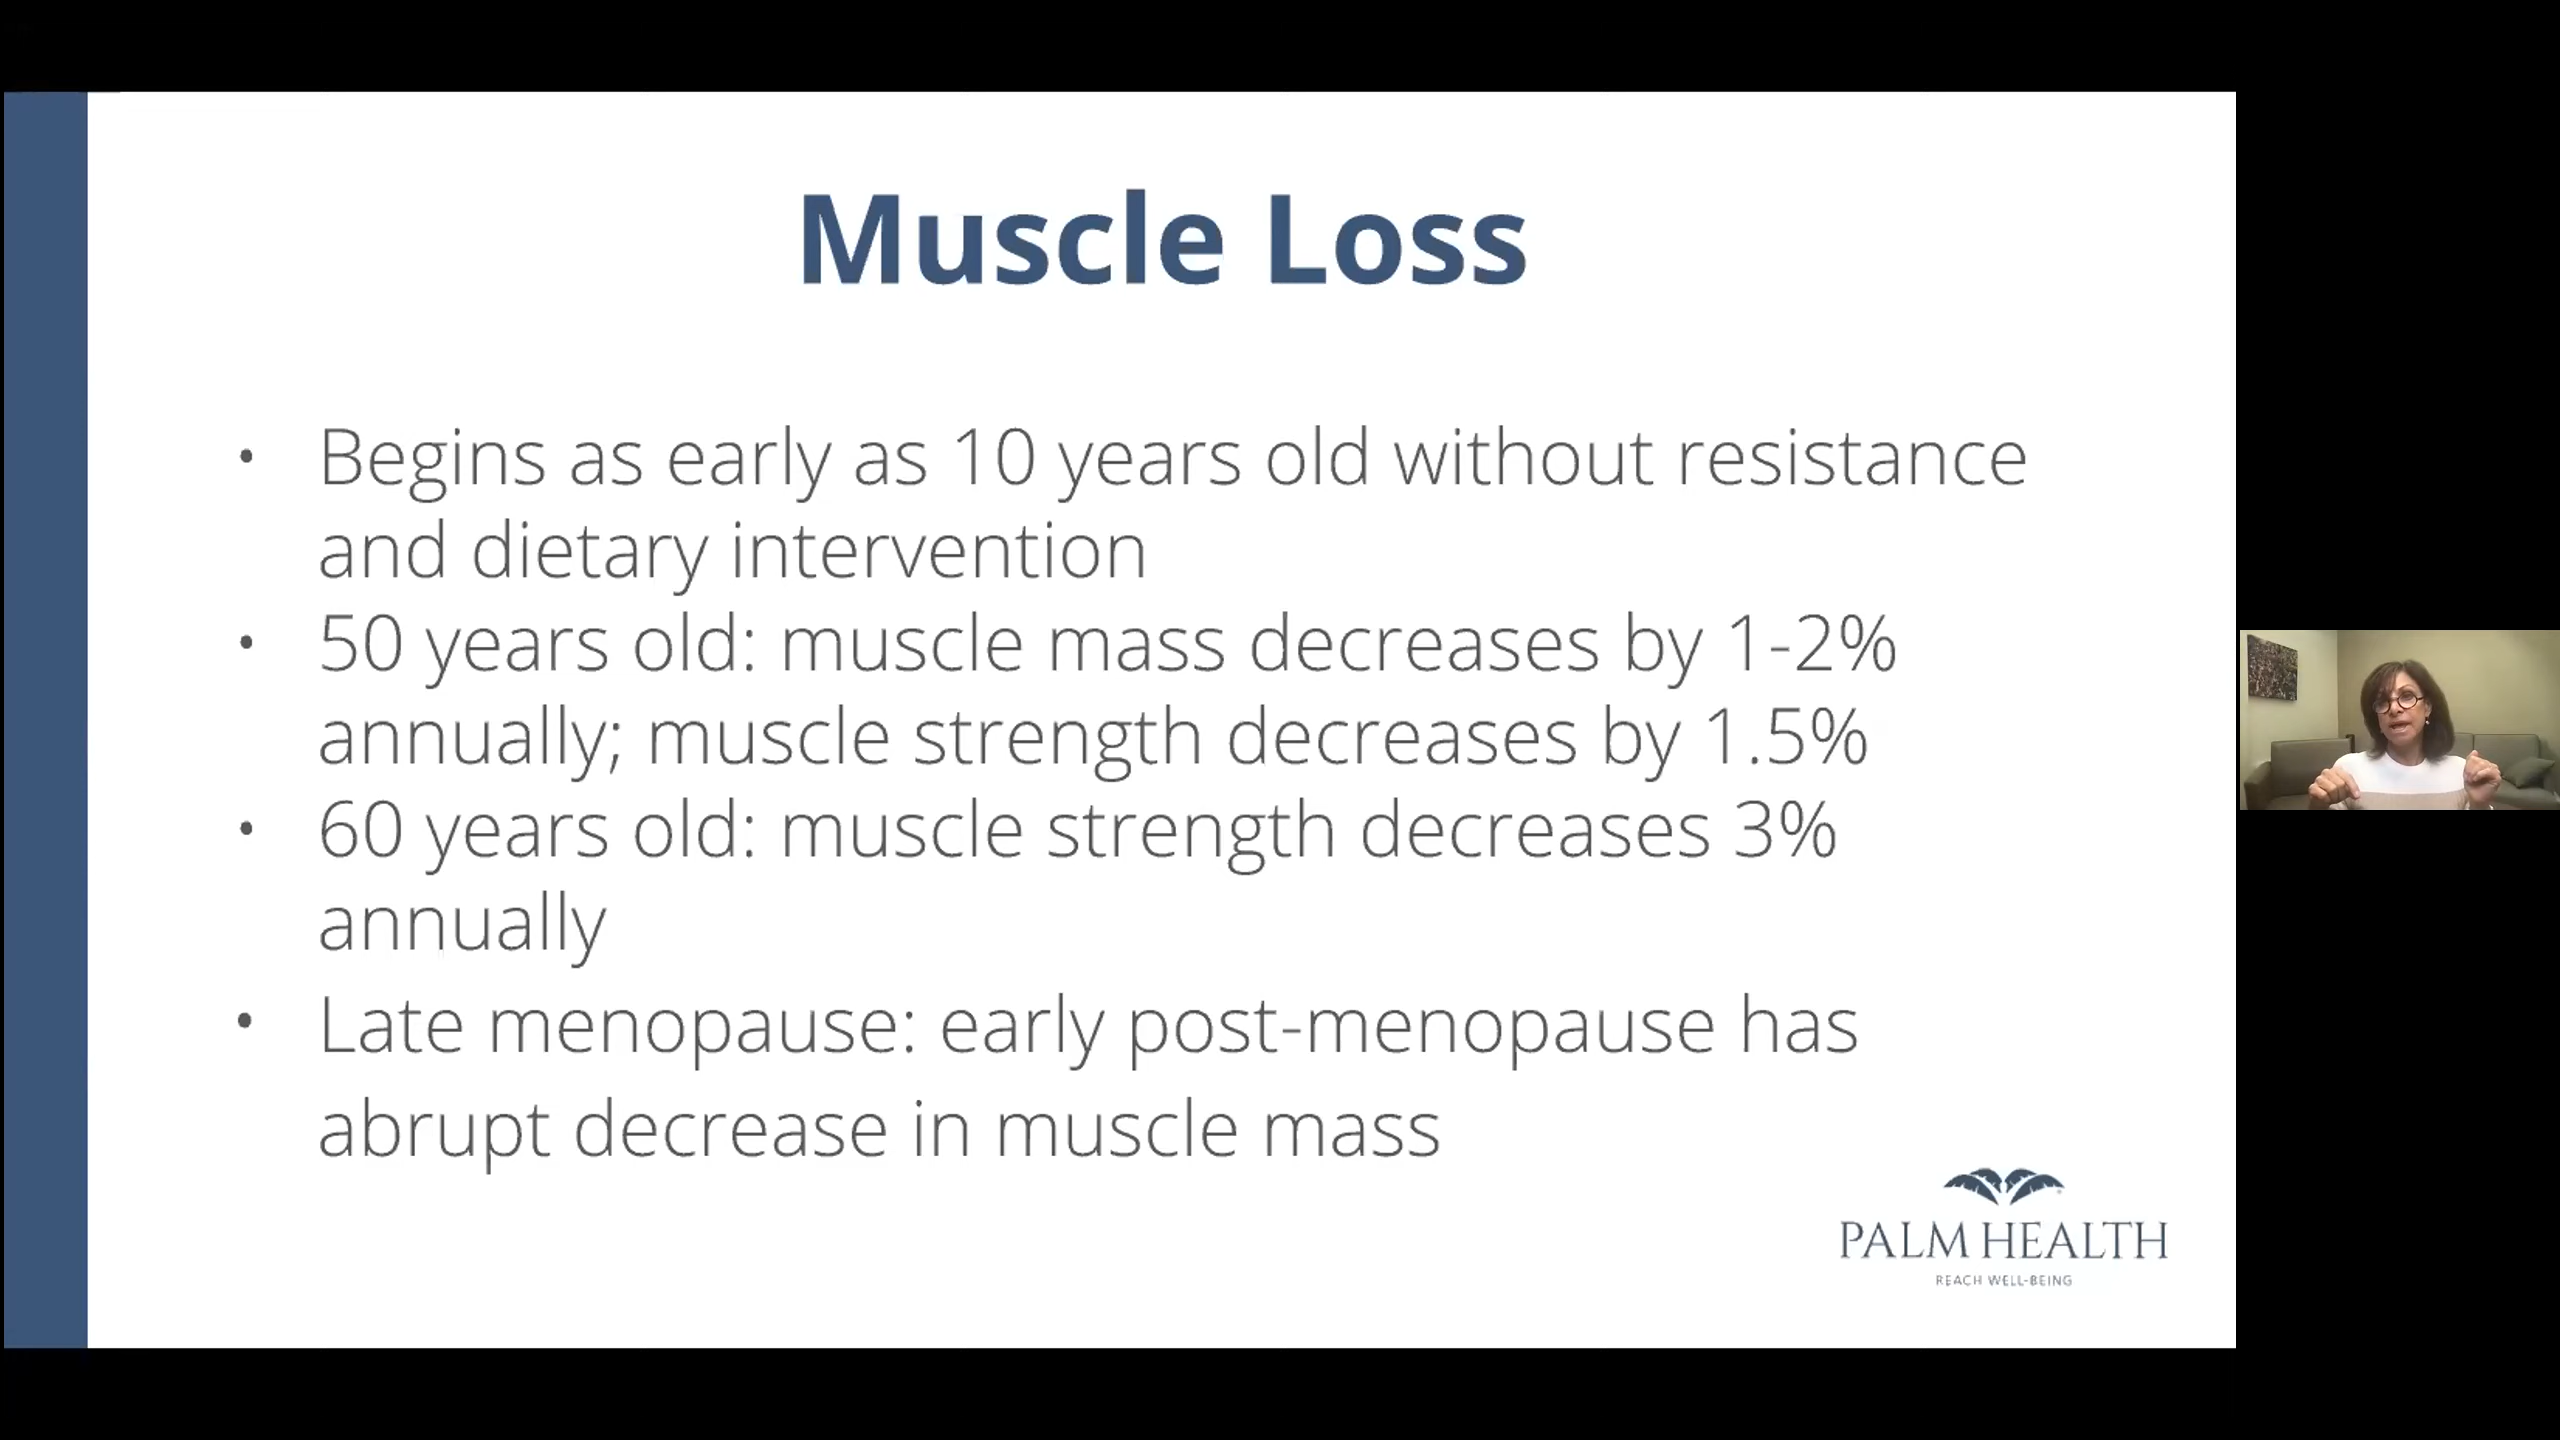 Muscle Loss
• Begins as early as 10 years old without resistance
and dietary intervention
• 50 years old: muscle mass decreases by 1-2%
annually; muscle strength decreases by 1.5%
• 60 years old: muscle strength decreases 3%
annually
• Late menopause: early post-menopause has
abrupt decrease in muscle mass
PALM HEALTH
REACH WELL-BEING